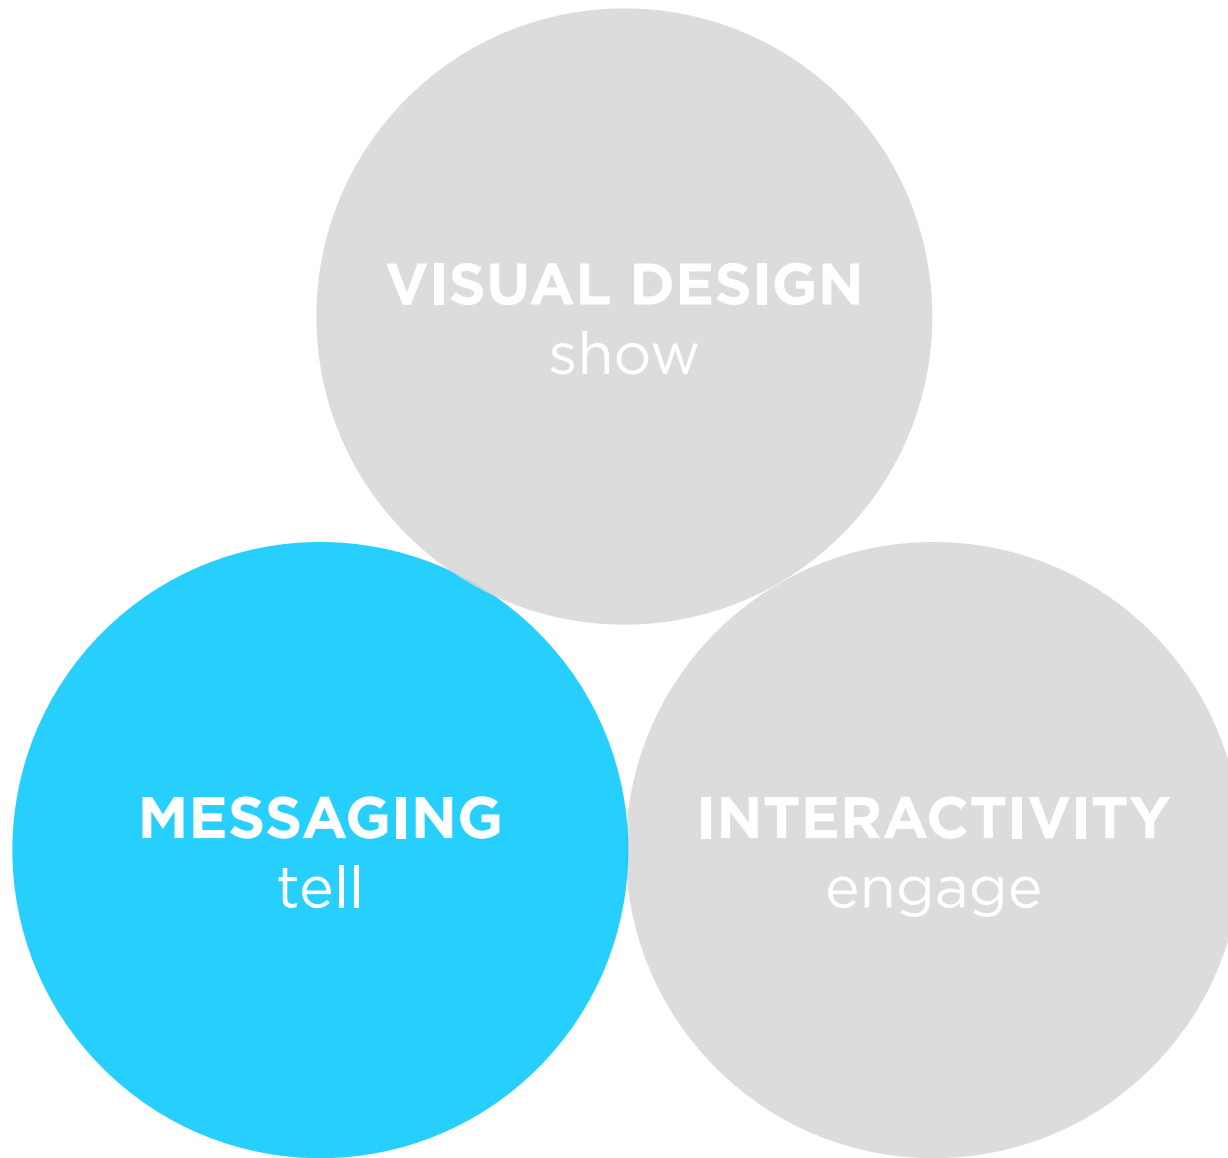 VISUAL DESIGN
show
MESSAGING
tell
INTERACTIVITY
engage